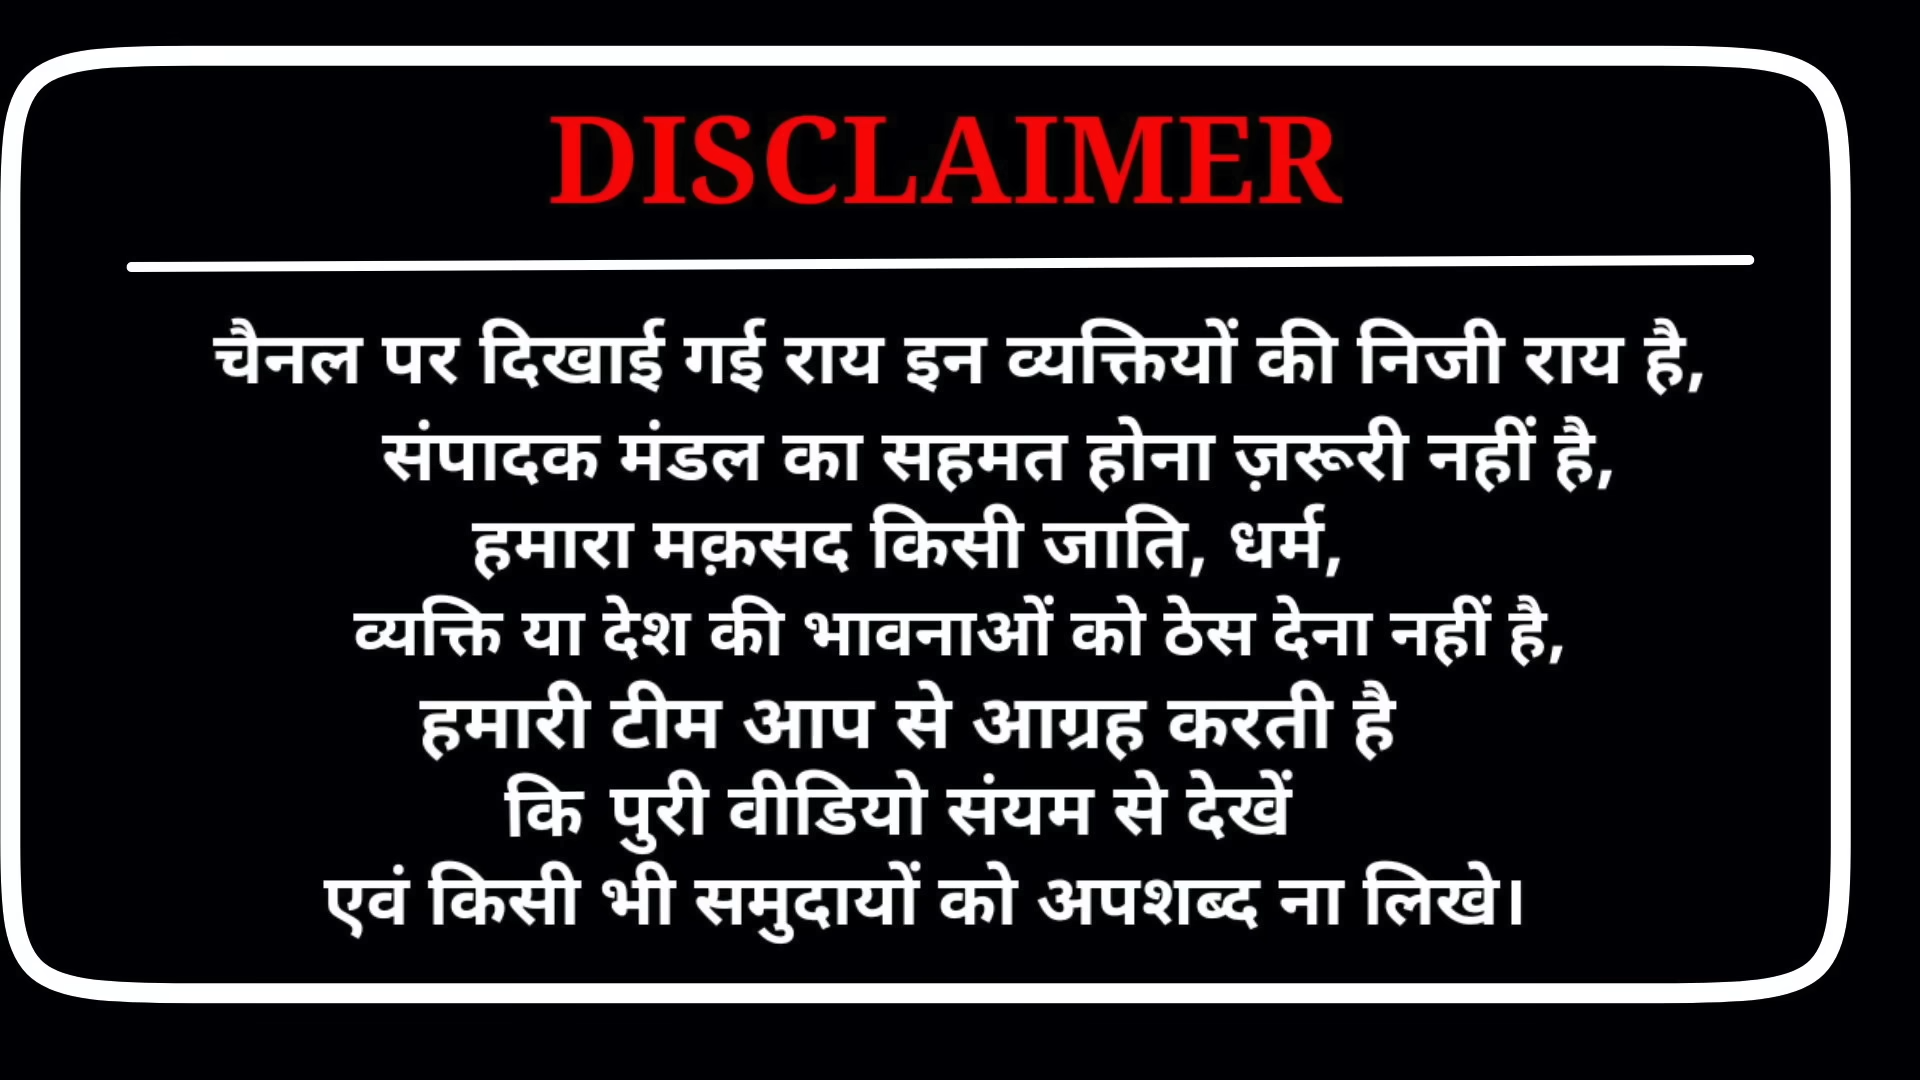 DISCLAIMER
चैनल पर दिखाई गई राय इन व्यक्तियों की निजी राय है,
संपादक मंडल का सहमत होना ज़रूरी नहीं है,
हमारा मक़सद किसी जाति, धर्म,
व्यक्ति या देश की भावनाओं को ठेस देना नहीं है,
हमारी टीम आप से आग्रह करती है
कि पुरी वीडियो संयम से देखें
एवं किसी भी समुदायों को अपशब्द ना लिखे।